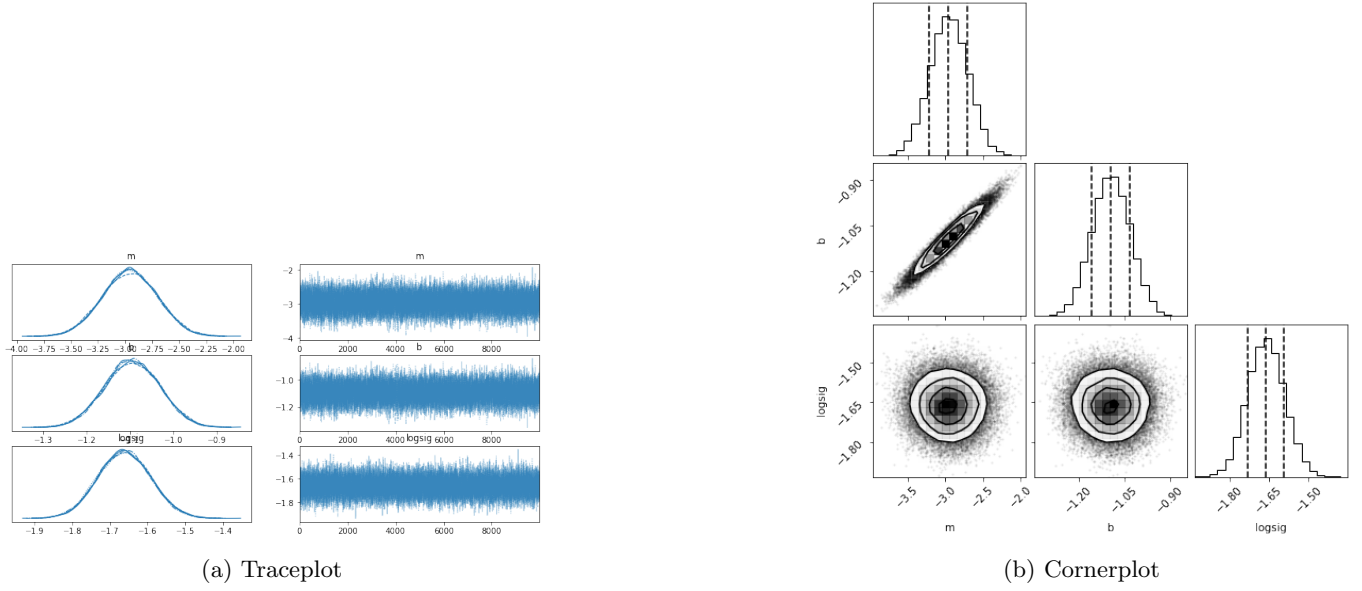 m
m
−2
−3
−4
−4.00 −3.75 −3.50 −3.25 −3.00 −2.75 −2.50 −2.25 −2.00
0 2000 4000 6000 8000
b
b
−1.0
−1.2
−1.3 −1.2 −1.1 −1.0 −0.9
0 2000 4000 6000 8000
logsig
logsig
−1.4
−1.6
−1.8
−1.9 −1.8 −1.7 −1.6 −1.5 −1.4
0 2000 4000 6000 8000
(a) Traceplot
b
−0.90
−1.05
−1.20
logsig
−1.50
−1.65
−1.80
−3.5 −3.0 −2.5 −2.0
−1.20 −1.05 −0.90
−1.80 −1.65 −1.50
m
b
logsig
(b) Cornerplot